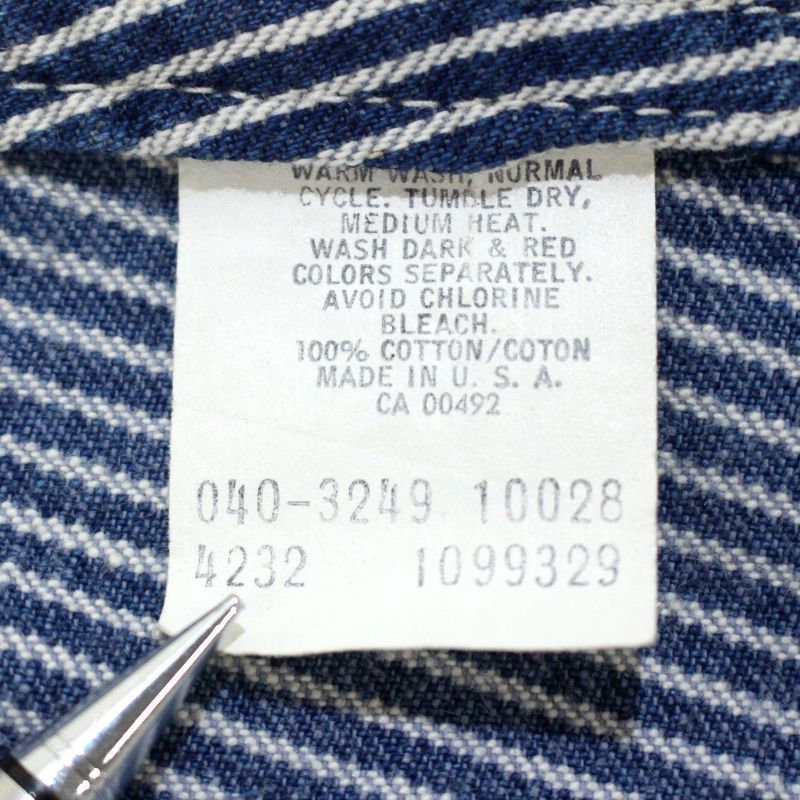 WARM WASH, NORMAL
CYCLE. TUMBLE DRY,
MEDIUM HEAT.
WASH DARK & RED
COLORS SEPARATELY.
AVOID CHLORINE
BLEACH.
100% COTTON/COTON
MADE IN U. S. A.
CA 00492
040-3249 10028
4232 1099329